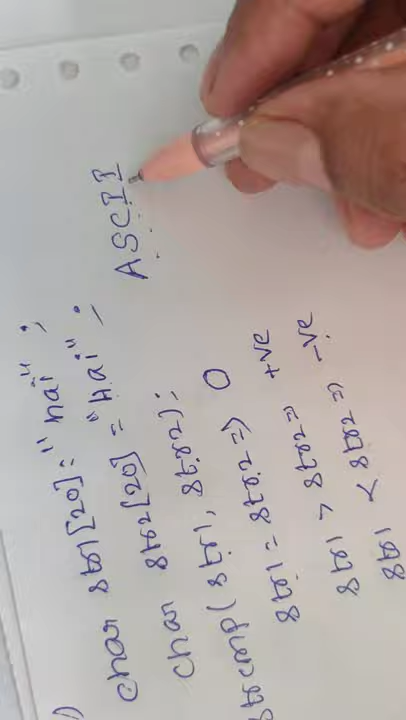 )
char str1[20]="hai";
char str2[20]="hai";
strcmp(str1, str2);
str1 = str2 => 0
str1 > str2 => +ve
str1 < str2 => -ve
ASCII